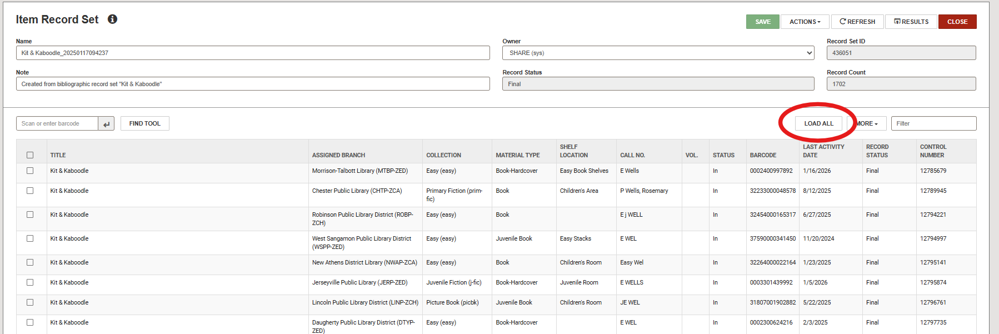 Item Record Set
SAVE ACTIONS REFRESH RESULTS CLOSE
Name Owner Record Set ID
Kit & Kaboodle_20250117094237 SHARE (sys) 436051
Note Record Status Record Count
Created from bibliographic record set "Kit & Kaboodle" Final 1702
Scan or enter barcode FIND TOOL LOAD ALL MORE Filter
TITLE ASSIGNED BRANCH COLLECTION MATERIAL TYPE SHELF LOCATION CALL NO. VOL. STATUS BARCODE LAST ACTIVITY DATE RECORD STATUS CONTROL NUMBER
Kit & Kaboodle Morrison-Talbott Library (MTBP-ZED) Easy (easy) Book-Hardcover Easy Book Shelves E Wells In 0002400997892 1/16/2026 Final 12785679
Kit & Kaboodle Chester Public Library (CHTP-ZCA) Primary Fiction (prim-fic) Book Children's Area P Wells, Rosemary In 32233000048578 8/12/2025 Final 12789945
Kit & Kaboodle Robinson Public Library District (ROBP-ZCH) Easy (easy) Book E j WELL In 32454000165317 6/27/2025 Final 12794221
Kit & Kaboodle West Sangamon Public Library District (WSPP-ZED) Easy (easy) Juvenile Book Easy Stacks E WEL In 37590000341450 11/20/2024 Final 12794997
Kit & Kaboodle New Athens District Library (NWAP-ZCA) Easy (easy) Book Children's Room Easy Wel In 32264000022164 1/23/2025 Final 12795141
Kit & Kaboodle Jerseyville Public Library (JERP-ZED) Juvenile Fiction (j-fic) Book-Hardcover Juvenile Room E WELLS In 0003301439992 1/5/2026 Final 12795874
Kit & Kaboodle Lincoln Public Library District (LINP-ZCH) Picture Book (picbk) Juvenile Book Children's Room JE WEL In 31807001902882 5/22/2025 Final 12796761
Kit & Kaboodle Daugherty Public Library District (DTYP-ZED) Easy (easy) Book-Hardcover E WEL In 0002300624216 2/3/2025 Final 12797735